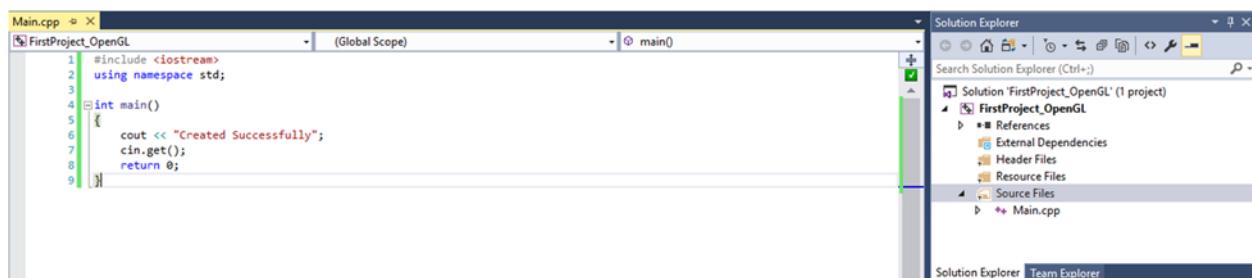 Main.cpp
FirstProject_OpenGL (Global Scope) main()
1 #include <iostream>
2 using namespace std;
3
4 int main()
5 {
6 cout << "Created Successfully";
7 cin.get();
8 return 0;
9 }
Solution Explorer
Search Solution Explorer (Ctrl+;)
Solution 'FirstProject_OpenGL' (1 project)
FirstProject_OpenGL
References
External Dependencies
Header Files
Resource Files
Source Files
Main.cpp
Solution Explorer Team Explorer